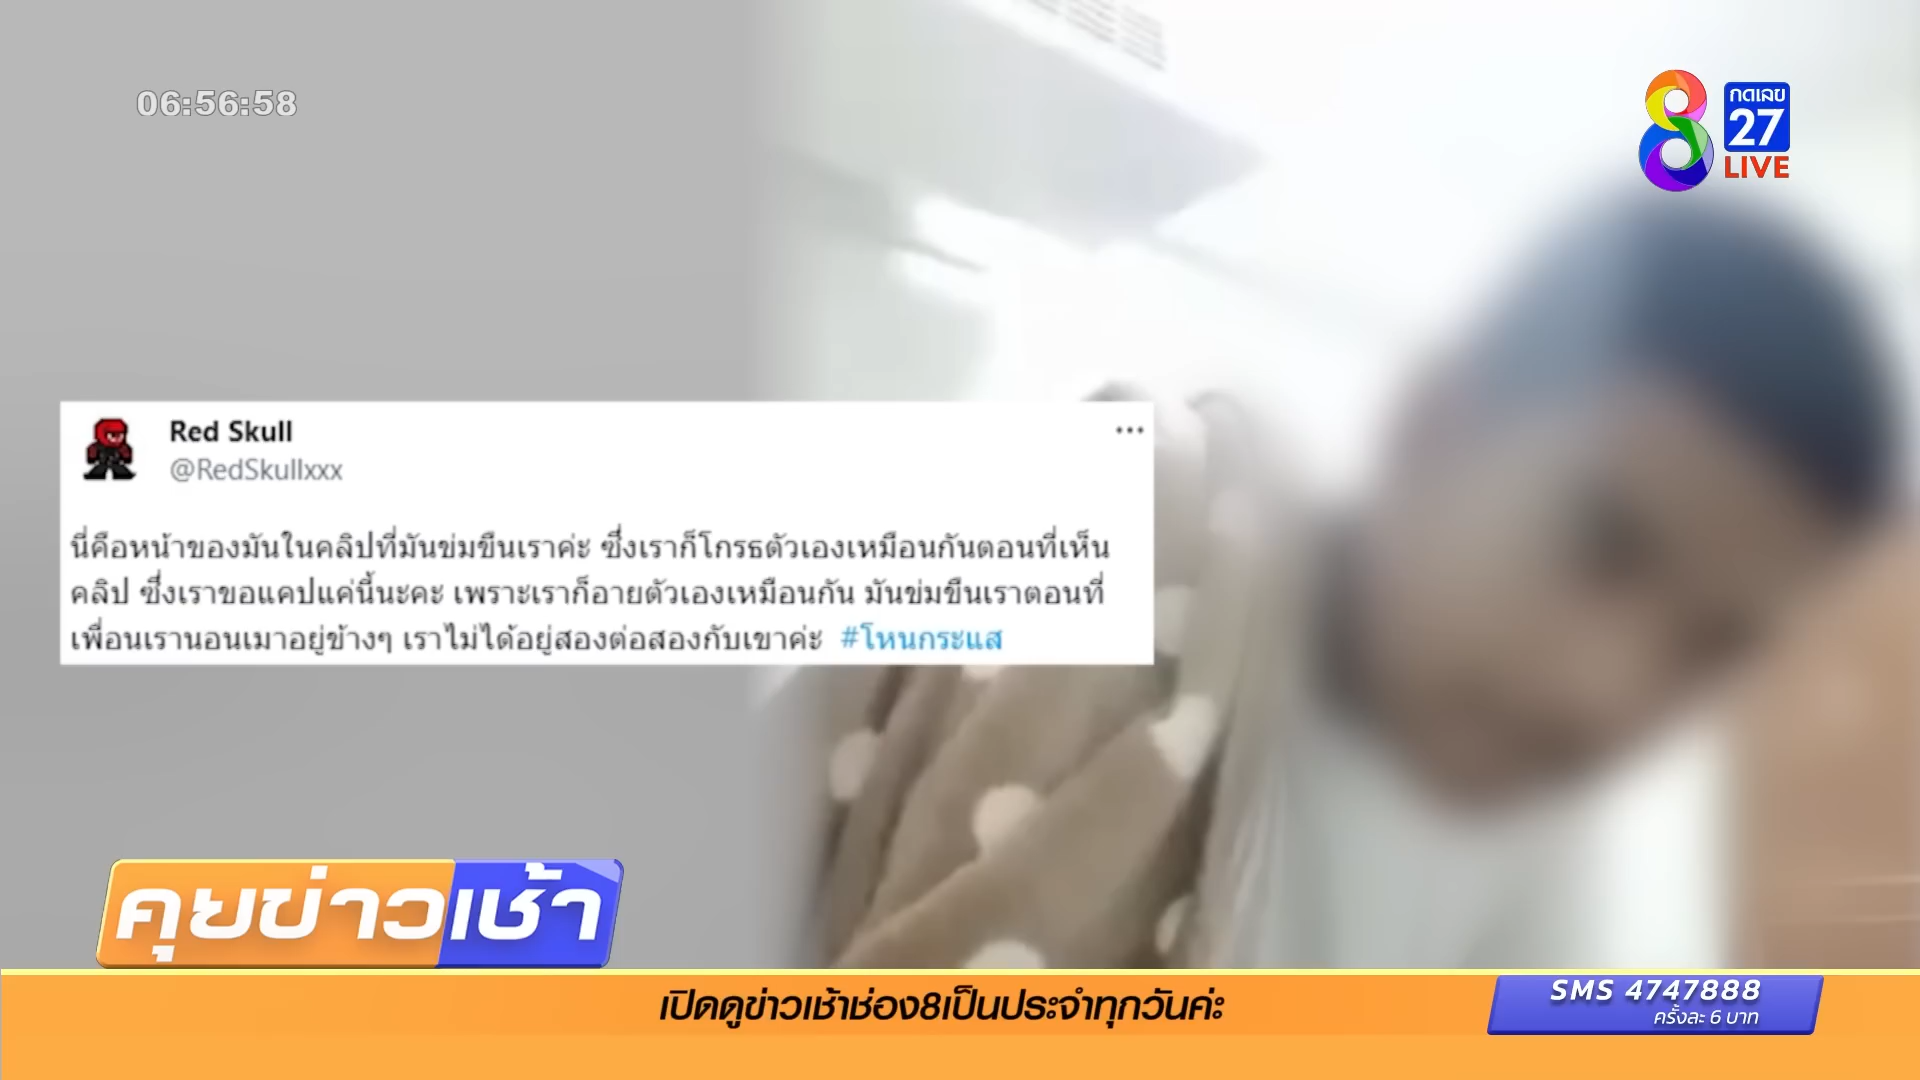 06:56:58
8
กดเลข
27
LIVE
Red Skull
@RedSkullxxx
นี่คือหน้าของมันในคลิปที่มันข่มขืนเราค่ะ ซึ่งเราก็โกรธตัวเองเหมือนกันตอนที่เห็น
คลิป ซึ่งเราขอแคปแค่นี้นะคะ เพราะเราก็อายตัวเองเหมือนกัน มันข่มขืนเราตอนที่
เพื่อนเรานอนเมาอยู่ข้างๆ เราไม่ได้อยู่สองต่อสองกับเขาค่ะ #โหนกระแส
คุยข่าวเช้า
เปิดดูข่าวเช้าช่อง8เป็นประจำทุกวันค่ะ
SMS 4747888
ครั้งละ 6 บาท